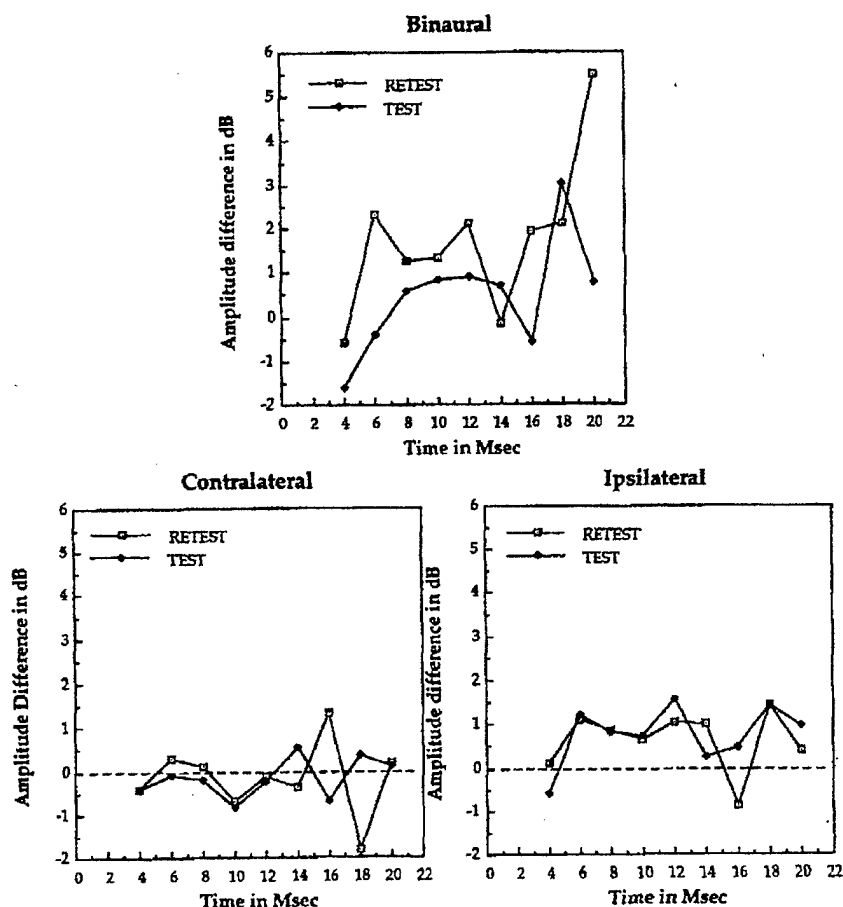 Binaural
6
5
4
3
2
1
0
-1
-2
Amplitude difference in dB
RETEST
TEST
0 2 4 6 8 10 12 14 16 18 20 22
Time in Msec
Contralateral
6
5
4
3
2
1
0
-1
-2
Amplitude Difference in dB
RETEST
TEST
0 2 4 6 8 10 12 14 16 18 20 22
Time in Msec
Ipsilateral
6
5
4
3
2
1
0
-1
-2
Amplitude difference in dB
RETEST
TEST
0 2 4 6 8 10 12 14 16 18 20 22
Time in Msec